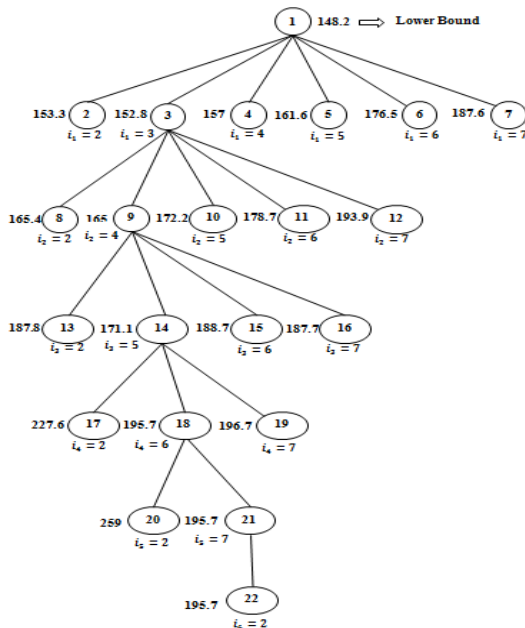 1 148.2 Lower Bound
153.3 2 152.8 3 157 4 161.6 5 176.5 6 187.6 7
i₁ = 2 i₁ = 3 i₁ = 4 i₁ = 5 i₁ = 6 i₁ = 7
165.4 8 165 9 172.2 10 178.7 11 193.9 12
i₂ = 2 i₂ = 4 i₂ = 5 i₂ = 6 i₂ = 7
187.8 13 171.1 14 188.7 15 187.7 16
i₃ = 2 i₃ = 5 i₃ = 6 i₃ = 7
227.6 17 195.7 18 196.7 19
i₄ = 2 i₄ = 6 i₄ = 7
259 20 195.7 21
i₅ = 2 i₅ = 7
195.7 22
i₆ = 2